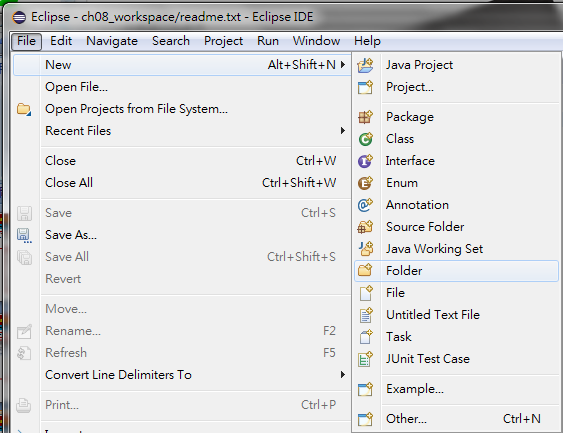 Eclipse - ch08_workspace/readme.txt - Eclipse IDE
File Edit Navigate Search Project Run Window Help
New Alt+Shift+N
Open File...
Open Projects from File System...
Recent Files
Close Ctrl+W
Close All Ctrl+Shift+W
Save Ctrl+S
Save As...
Save All Ctrl+Shift+S
Revert
Move...
Rename... F2
Refresh F5
Convert Line Delimiters To
Print... Ctrl+P
Java Project
Project...
Package
Class
Interface
Enum
Annotation
Source Folder
Java Working Set
Folder
File
Untitled Text File
Task
JUnit Test Case
Example...
Other... Ctrl+N